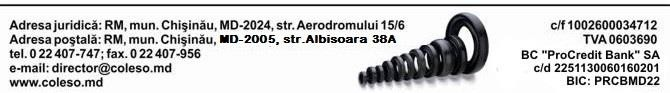 Adresa juridică: RM, mun. Chişinău, MD-2024, str. Aerodromului 15/6
Adresa poştală: RM, mun. Chişinău, MD-2005, str.Albisoara 38A
tel. 0 22 407-747; fax. 0 22 407-956
e-mail: director@coleso.md
www.coleso.md
c/f 1002600034712
TVA 0603690
BC "ProCredit Bank" SA
c/d 2251130060160201
BIC: PRCBMD22